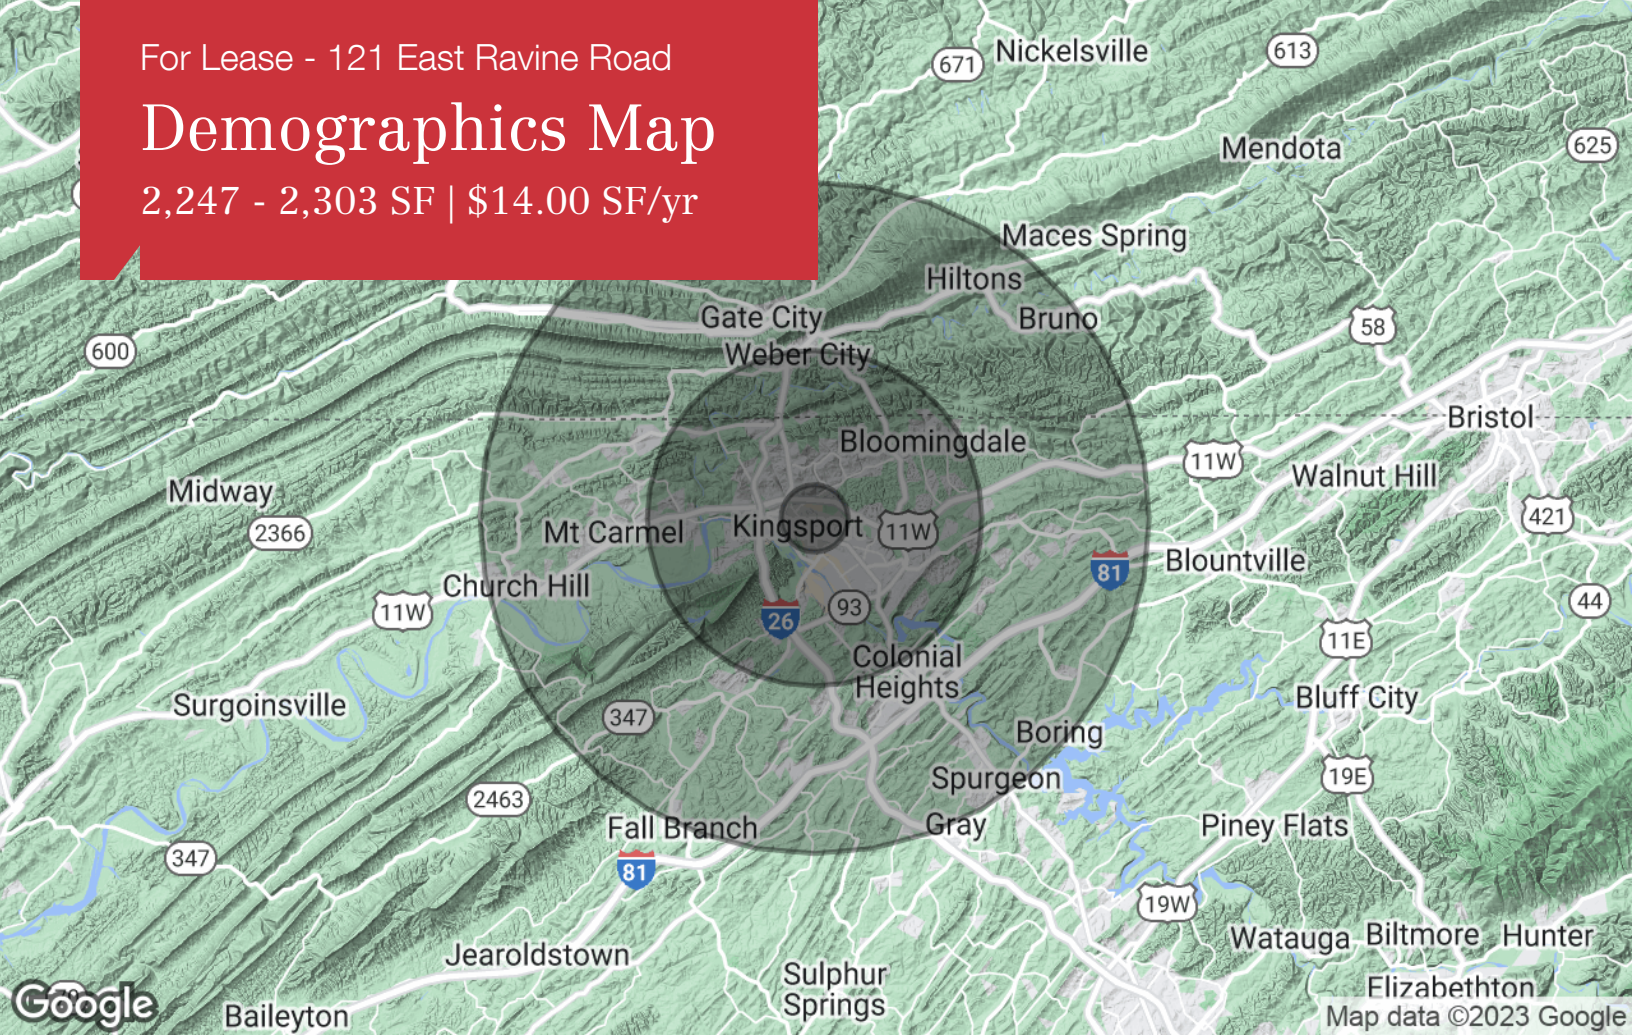 For Lease - 121 East Ravine Road
Demographics Map
2,247 - 2,303 SF | $14.00 SF/yr
671
Nickelsville
613
Mendota
625
Maces Spring
Hiltons
Gate City
Bruno
58
600
Weber City
Bristol
Bloomingdale
11W
Walnut Hill
Midway
2366
Mt Carmel
Kingsport
11W
421
Blountville
81
Church Hill
11W
26
93
44
11E
Colonial
Heights
Surgoinsville
347
Bluff City
Boring
Spurgeon
19E
2463
Fall Branch
Gray
Piney Flats
347
81
19W
Jearoldstown
Watauga
Biltmore
Hunter
Sulphur
Springs
Elizabethton
Google
Baileyton
Map data ©2023 Google